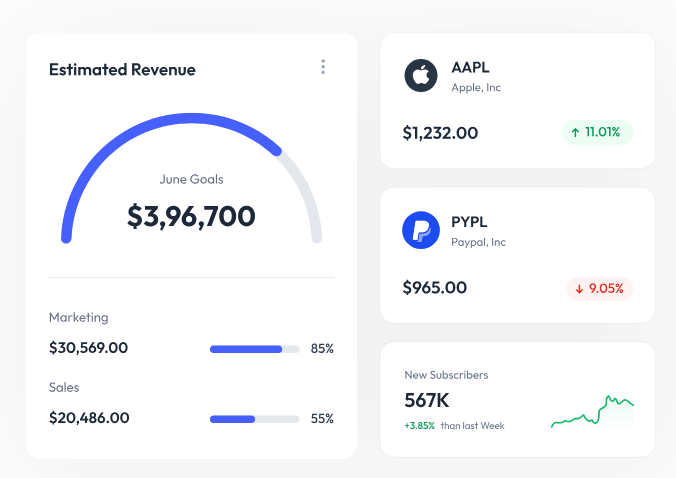 Estimated Revenue
June Goals
$3,96,700
Marketing
$30,569.00
85%
Sales
$20,486.00
55%
AAPL
Apple, Inc
$1,232.00
↑ 11.01%
PYPL
Paypal, Inc
$965.00
↓ 9.05%
New Subscribers
567K
+3.85% than last Week